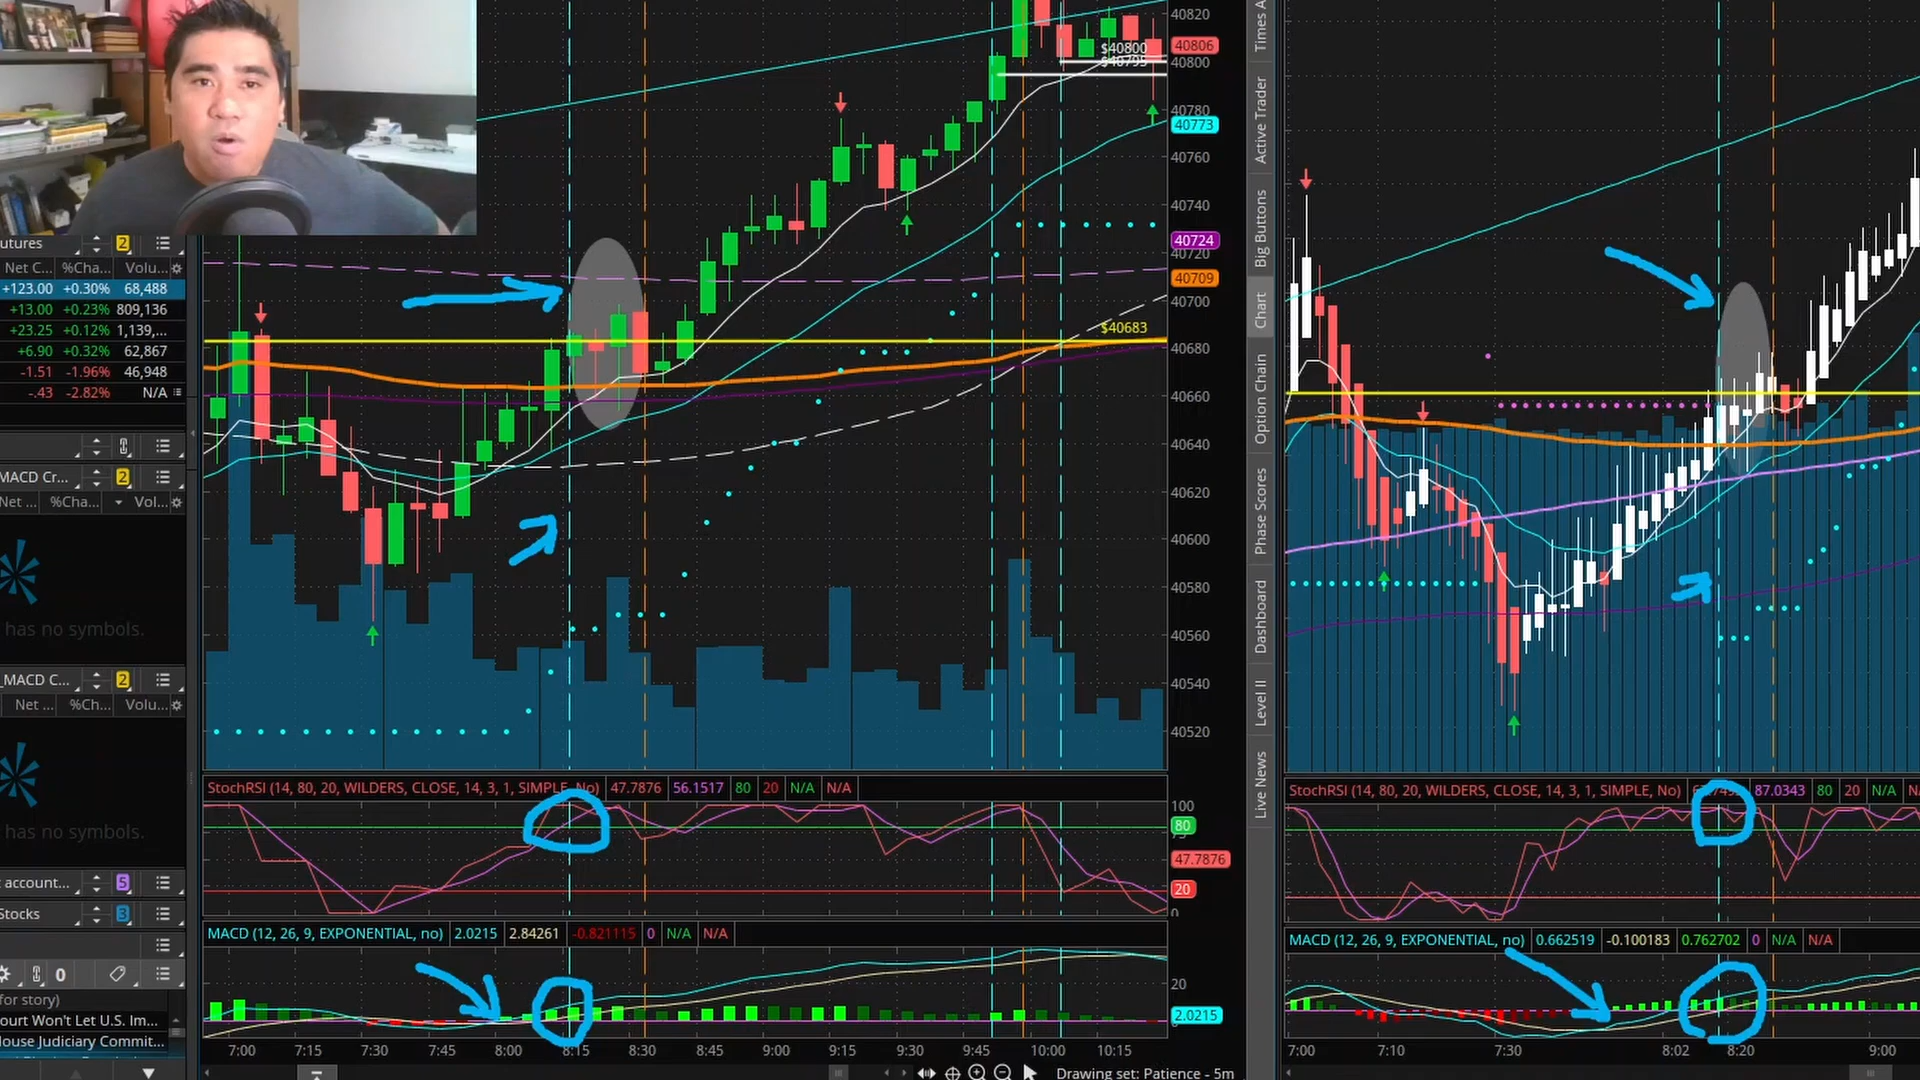 utures 2
Net C... %Cha... Volu...
+123.00 +0.30% 68,488
+13.00 +0.23% 809,136
+23.25 +0.12% 1,139,...
+6.90 +0.32% 62,867
-1.51 -1.96% 46,948
-.43 -2.82% N/A
MACD Cr... 2
Net ... %Cha... Vol...
has no symbols.
_MACD C... 2
Net ... %Ch... Volu...
has no symbols.
account... 5
Stocks 3
0
for story)
ourt Won't Let U.S. Im...
House Judiciary Commit...
$40800
$40795
$40683
40820
40806
40800
40780
40773
40760
40740
40724
40720
40709
40700
40680
40660
40640
40620
40600
40580
40560
40540
40520
StochRSI (14, 80, 20, WILDERS, CLOSE, 14, 3, 1, SIMPLE, No) 47.7876 56.1517 80 20 N/A N/A
100
80
47.7876
20
0
MACD (12, 26, 9, EXPONENTIAL, no) 2.0215 2.84261 -0.821115 0 N/A N/A
20
2.0215
7:00 7:15 7:30 7:45 8:00 8:15 8:30 8:45 9:00 9:15 9:30 9:45 10:00 10:15
Drawing set: Patience - 5m
Times A
Active Trader
Big Buttons
Chart
Option Chain
Phase Scores
Dashboard
Level II
Live News
StochRSI (14, 80, 20, WILDERS, CLOSE, 14, 3, 1, SIMPLE, No) 87.0343 80 20 N/A
MACD (12, 26, 9, EXPONENTIAL, no) 0.662519 -0.100183 0.762702 0 N/A N/A
7:00 7:10 7:30 8:02 8:20 9:00